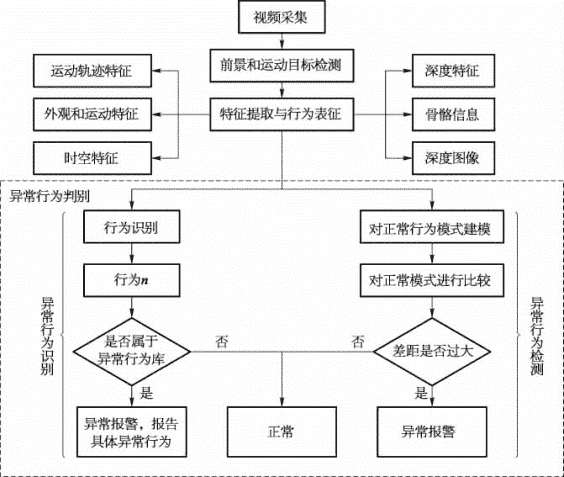 视频采集
前景和运动目标检测
运动轨迹特征
深度特征
外观和运动特征
特征提取与行为表征
骨骼信息
时空特征
深度图像
异常行为判别
行为识别
对正常行为模式建模
行为n
对正常模式进行比较
异常行为识别
异常行为检测
是否属于
异常行为库
否
否
差距是否过大
是
是
异常报警，报告
具体异常行为
正常
异常报警